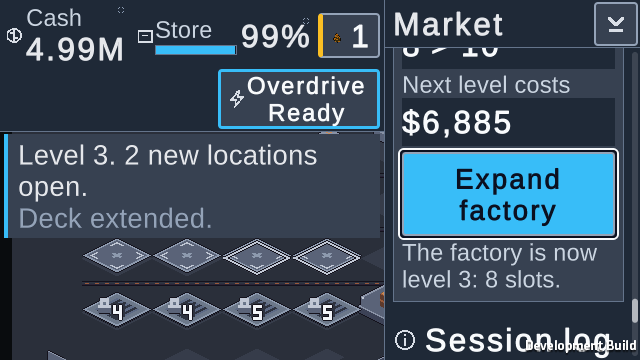 Cash
4.99M
Store
99%
1
Overdrive
Ready
Level 3. 2 new locations
open.
Deck extended.
4
4
5
5
Market
8 > 10
Next level costs
$6,885
Expand
factory
The factory is now
level 3: 8 slots.
Session log
Development Build